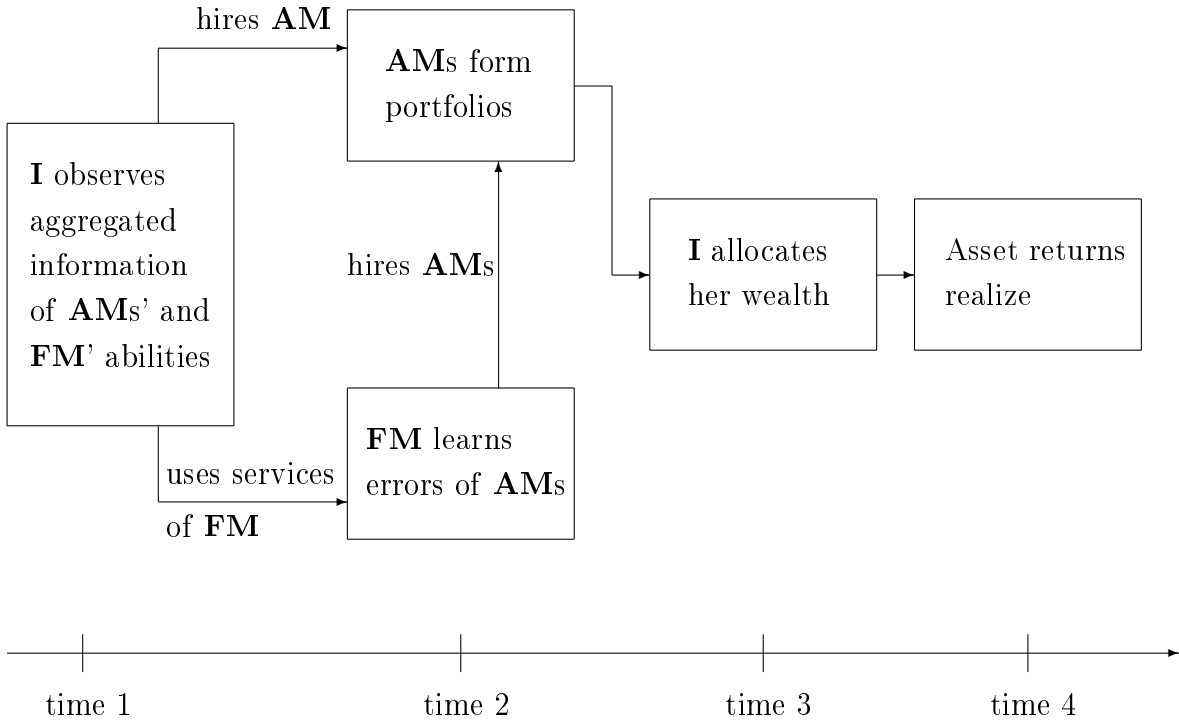 hires AM
AMs form
portfolios
I observes
aggregated
information
of AMs' and
FM' abilities
hires AMs
I allocates
her wealth
Asset returns
realize
uses services
of FM
FM learns
errors of AMs
time 1
time 2
time 3
time 4